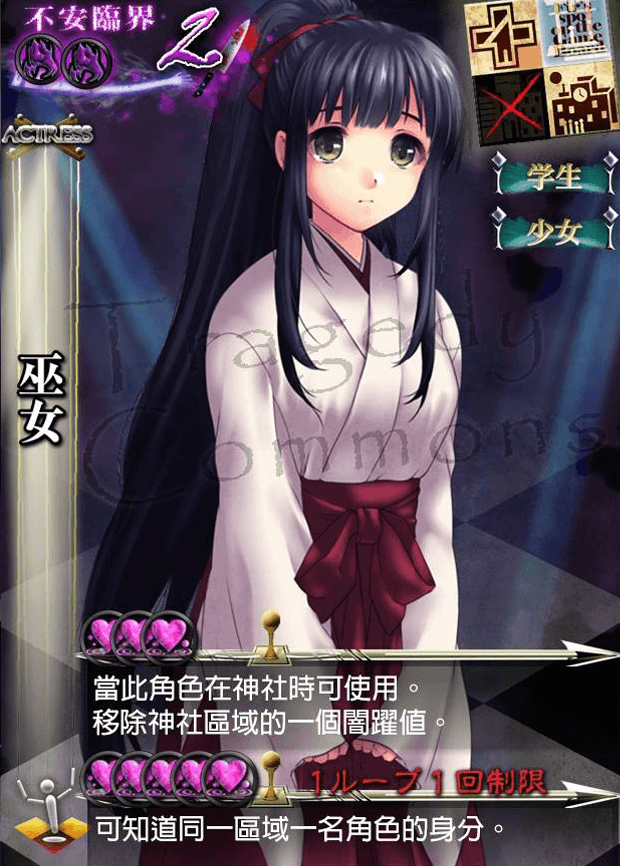 不安臨界 2
ACTRESS
学生
少女
巫女
Tragedy
Commons
當此角色在神社時可使用。
移除神社區域的一個闇躍值。
1ループ1回制限
可知道同一區域一名角色的身分。